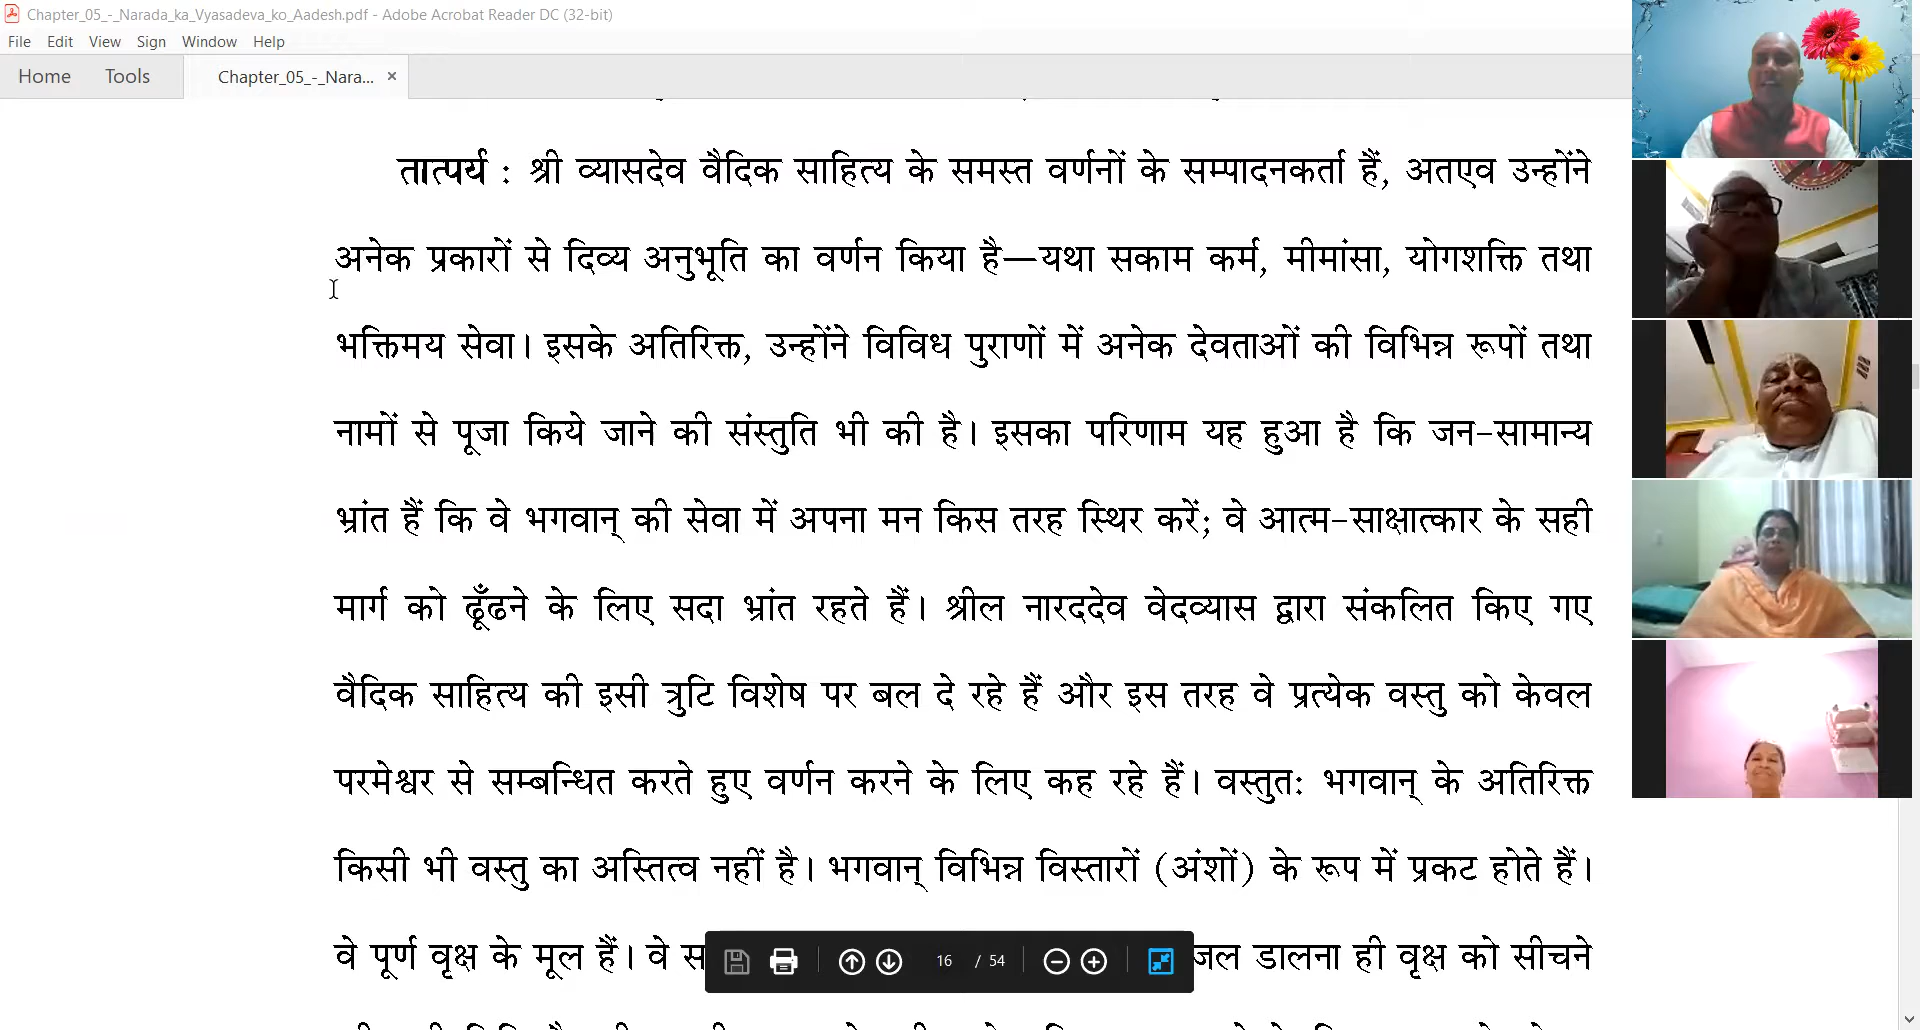 Chapter_05_-_Narada_ka_Vyasadeva_ko_Aadesh.pdf - Adobe Acrobat Reader DC (32-bit)
File Edit View Sign Window Help
Home Tools Chapter_05_-_Nara... ×
तात्पर्य : श्री व्यासदेव वैदिक साहित्य के समस्त वर्णनों के सम्पादनकर्ता हैं, अतएव उन्होंने
अनेक प्रकारों से दिव्य अनुभूति का वर्णन किया है—यथा सकाम कर्म, मीमांसा, योगशक्ति तथा
भक्तिमय सेवा। इसके अतिरिक्त, उन्होंने विविध पुराणों में अनेक देवताओं की विभिन्न रूपों तथा
नामों से पूजा किये जाने की संस्तुति भी की है। इसका परिणाम यह हुआ है कि जन-सामान्य
भ्रांत हैं कि वे भगवान् की सेवा में अपना मन किस तरह स्थिर करें; वे आत्म-साक्षात्कार के सही
मार्ग को ढूँढने के लिए सदा भ्रांत रहते हैं। श्रील नारददेव वेदव्यास द्वारा संकलित किए गए
वैदिक साहित्य की इसी त्रुटि विशेष पर बल दे रहे हैं और इस तरह वे प्रत्येक वस्तु को केवल
परमेश्वर से सम्बन्धित करते हुए वर्णन करने के लिए कह रहे हैं। वस्तुतः भगवान् के अतिरिक्त
किसी भी वस्तु का अस्तित्व नहीं है। भगवान् विभिन्न विस्तारों (अंशों) के रूप में प्रकट होते हैं।
वे पूर्ण वृक्ष के मूल हैं। वे जल डालना ही वृक्ष को सीचने
16 / 54